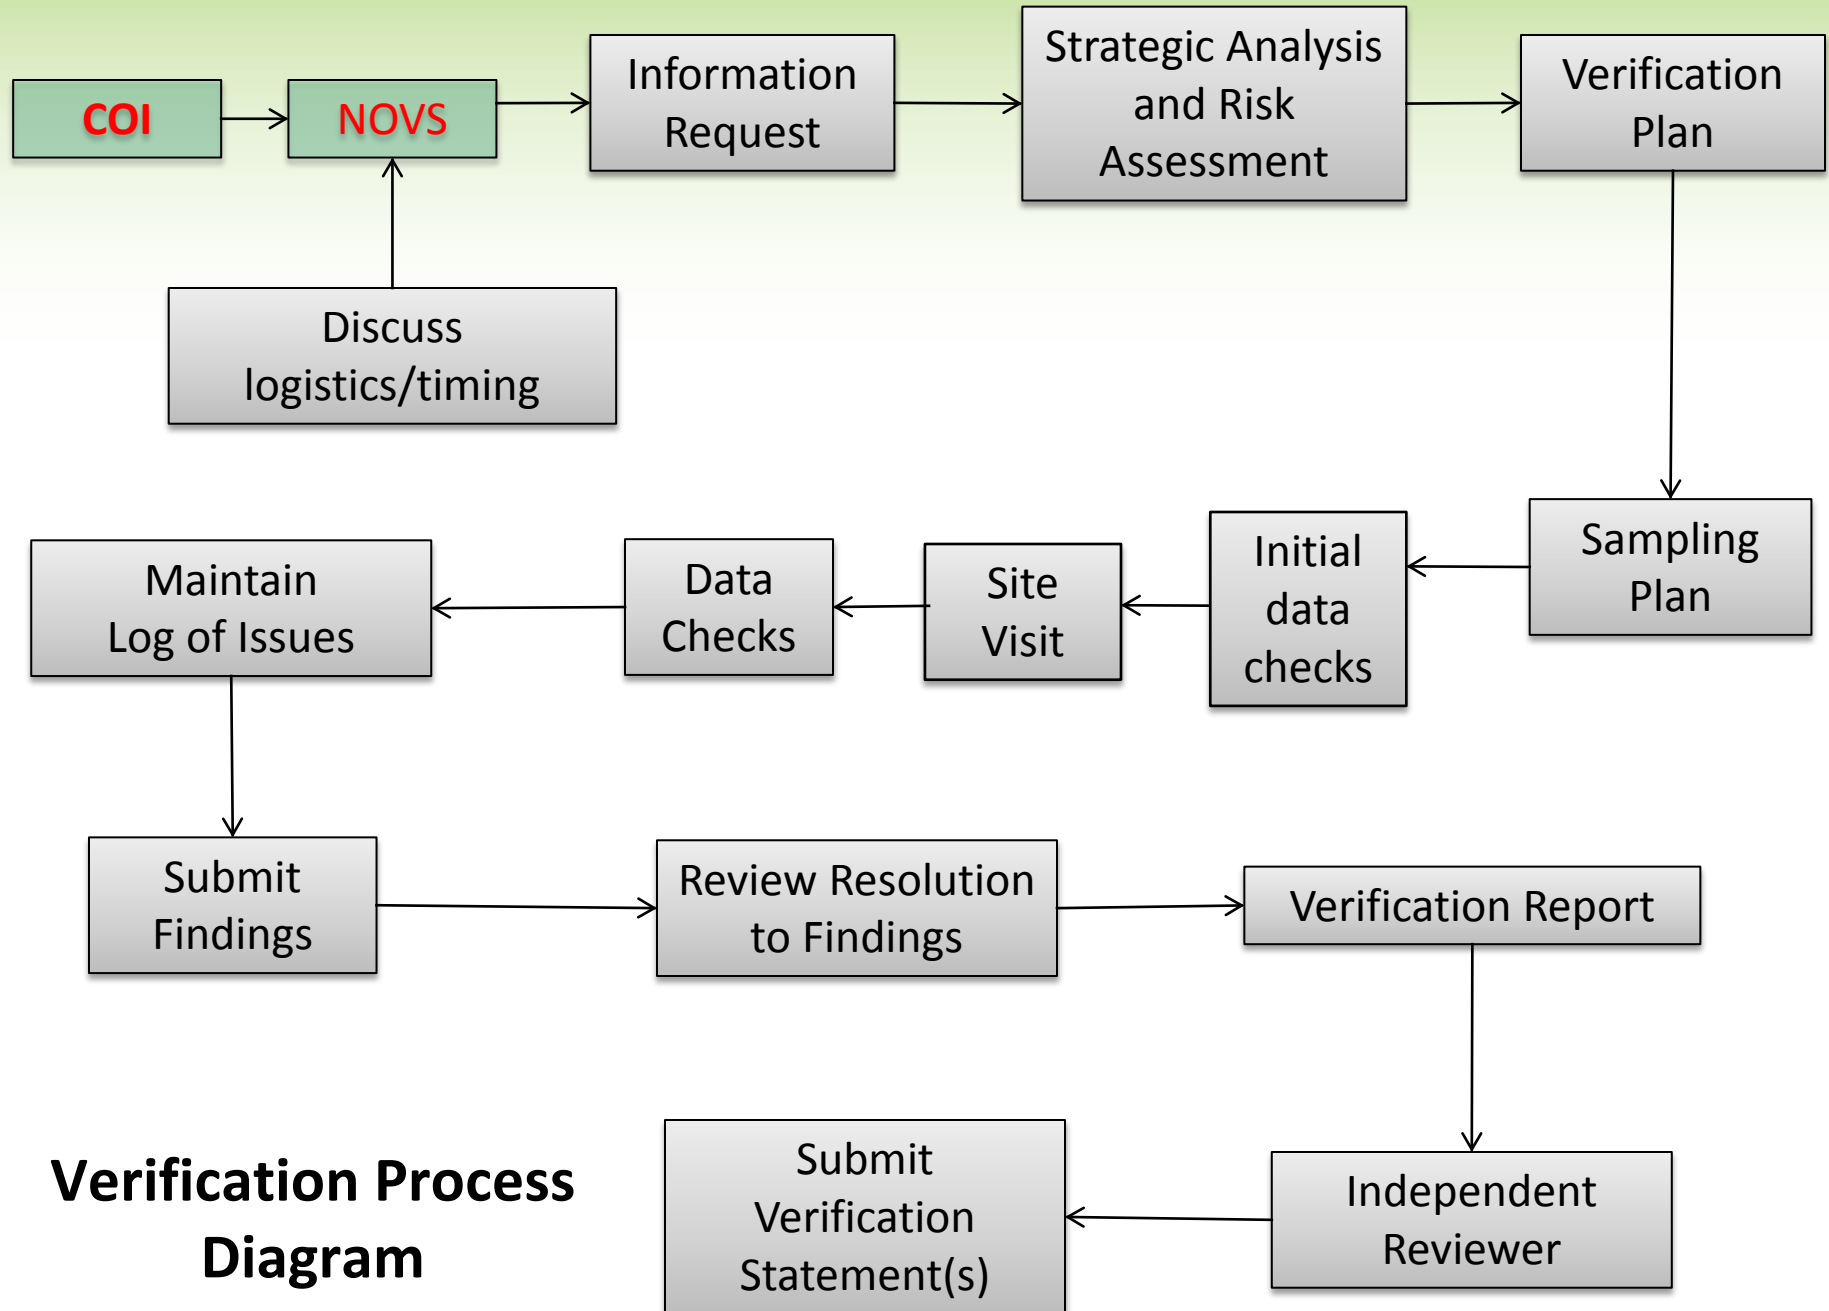 COI
NOVS
Information
Request
Strategic Analysis
and Risk
Assessment
Verification
Plan
Discuss
logistics/timing
Sampling
Plan
Initial
data
checks
Site
Visit
Data
Checks
Maintain
Log of Issues
Submit
Findings
Review Resolution
to Findings
Verification Report
Independent
Reviewer
Submit
Verification
Statement(s)
Verification Process
Diagram